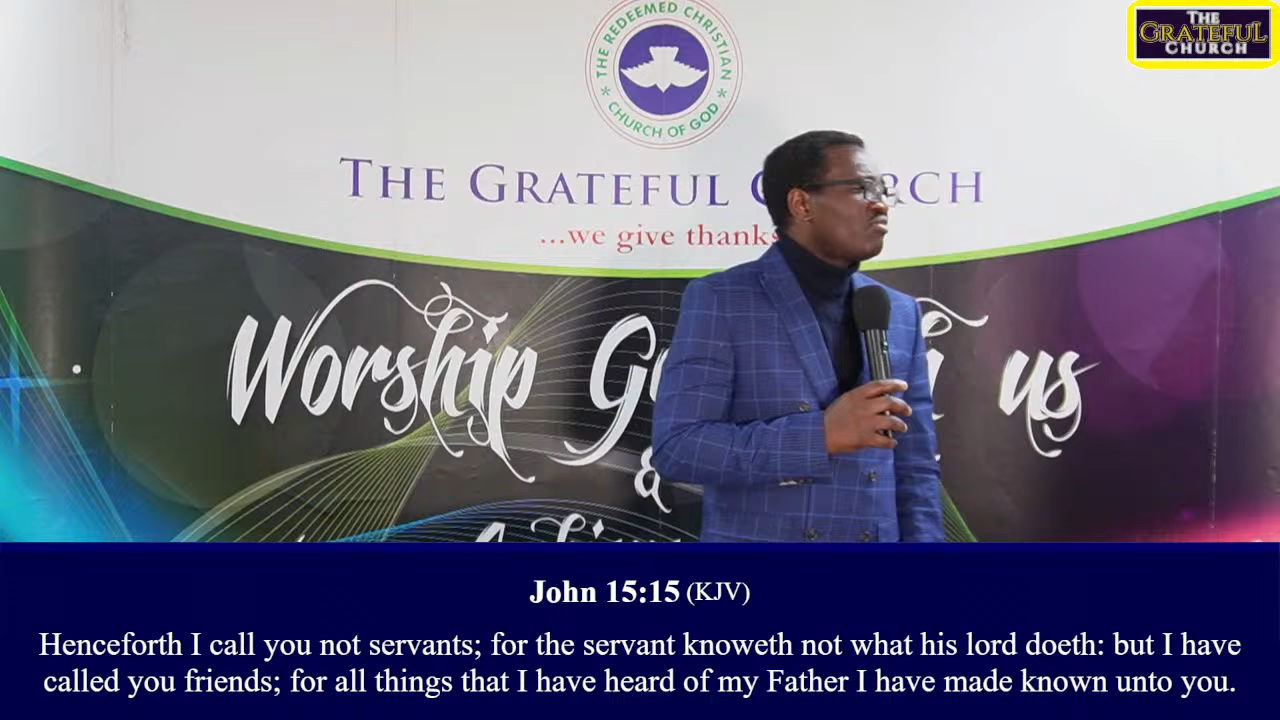 THE
GRATEFUL
CHURCH
THE REDEEMED CHRISTIAN
CHURCH OF GOD
THE GRATEFUL CHURCH
...we give thanks
Worship
us
&
John 15:15 (KJV)
Henceforth I call you not servants; for the servant knoweth not what his lord doeth: but I have
called you friends; for all things that I have heard of my Father I have made known unto you.